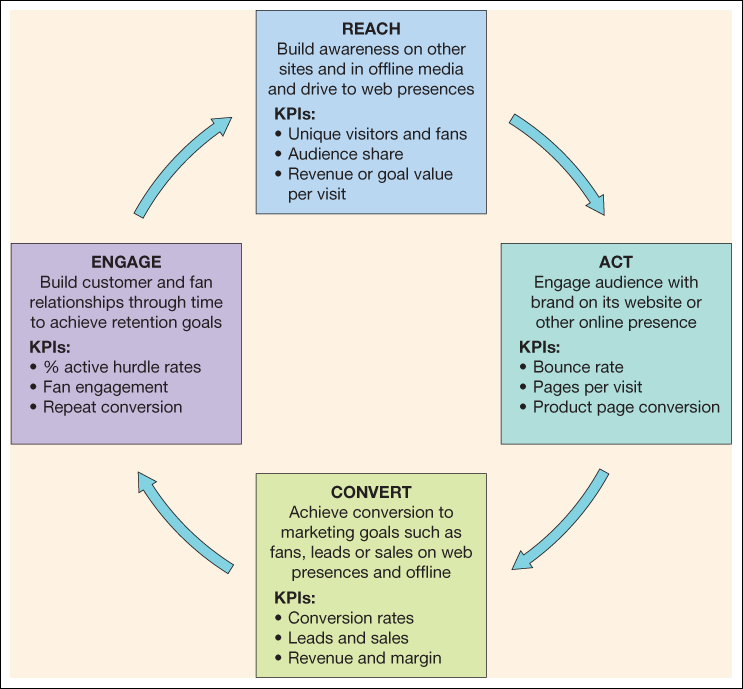 REACH
Build awareness on other
sites and in offline media
and drive to web presences
KPIs:
• Unique visitors and fans
• Audience share
• Revenue or goal value
per visit
ACT
Engage audience with
brand on its website or
other online presence
KPIs:
• Bounce rate
• Pages per visit
• Product page conversion
CONVERT
Achieve conversion to
marketing goals such as
fans, leads or sales on web
presences and offline
KPIs:
• Conversion rates
• Leads and sales
• Revenue and margin
ENGAGE
Build customer and fan
relationships through time
to achieve retention goals
KPIs:
• % active hurdle rates
• Fan engagement
• Repeat conversion